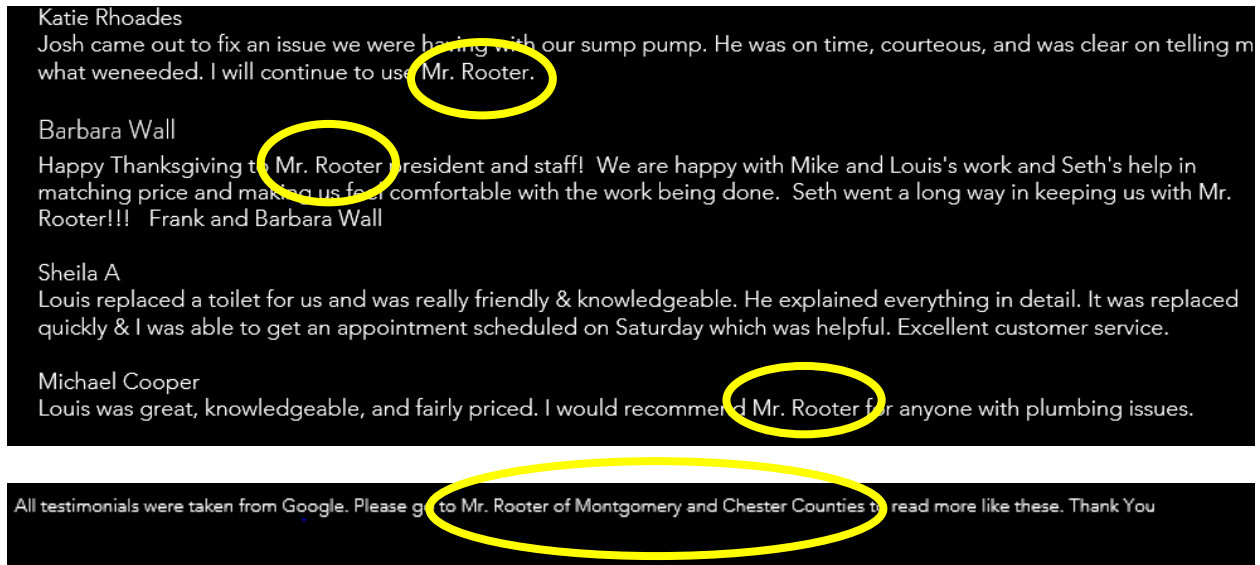 Katie Rhoades
Josh came out to fix an issue we were having with our sump pump. He was on time, courteous, and was clear on telling m
what weneeded. I will continue to use Mr. Rooter.
Barbara Wall
Happy Thanksgiving to Mr. Rooter president and staff!  We are happy with Mike and Louis's work and Seth's help in
matching price and making us feel comfortable with the work being done.  Seth went a long way in keeping us with Mr.
Rooter!!!   Frank and Barbara Wall
Sheila A
Louis replaced a toilet for us and was really friendly & knowledgeable. He explained everything in detail. It was replaced
quickly & I was able to get an appointment scheduled on Saturday which was helpful. Excellent customer service.
Michael Cooper
Louis was great, knowledgeable, and fairly priced. I would recommend Mr. Rooter for anyone with plumbing issues.
All testimonials were taken from Google. Please go to Mr. Rooter of Montgomery and Chester Counties to read more like these. Thank You